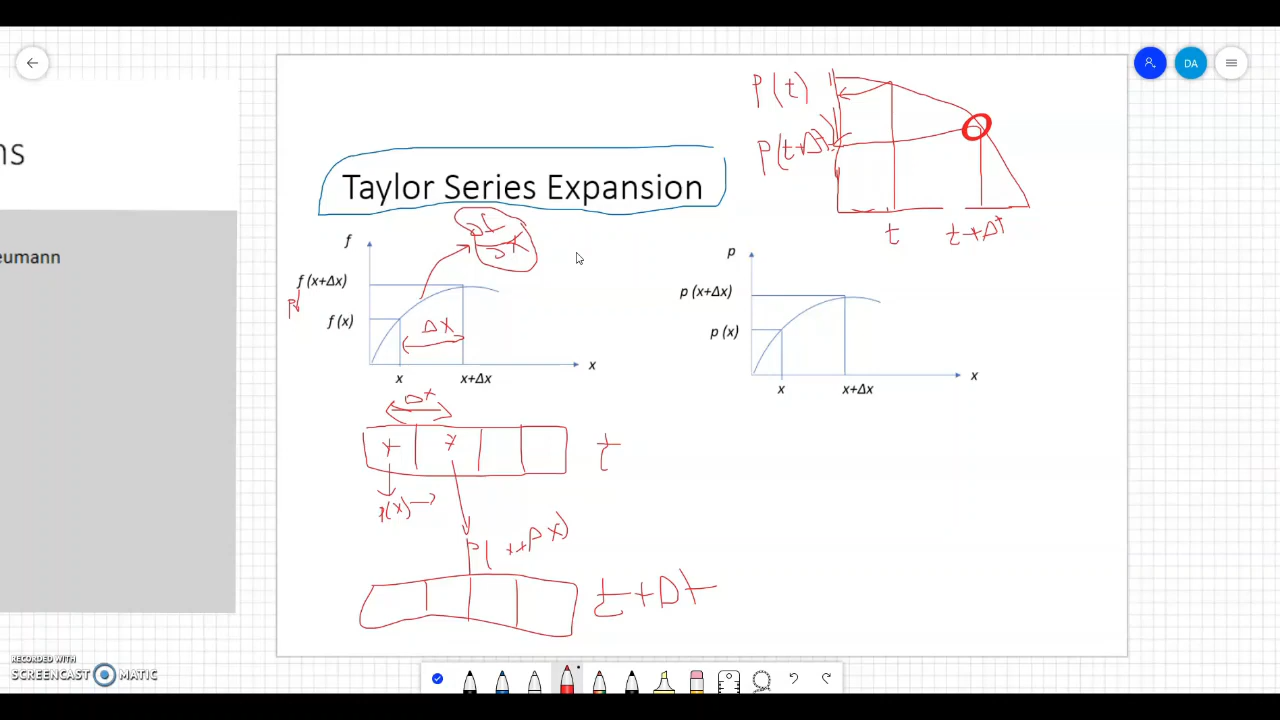 ns
eumann
DA
P(t)
P(t+Δt)
t
t+Δt
Taylor Series Expansion
∂f
∂x
f
f (x+Δx)
f (x)
Δx
x
x+Δx
x
p
p (x+Δx)
p (x)
x
x+Δx
x
Δx
x
x
t
P(x)
P(x+Δx)
t+Δt
RECORDED WITH
SCREENCAST MATIC